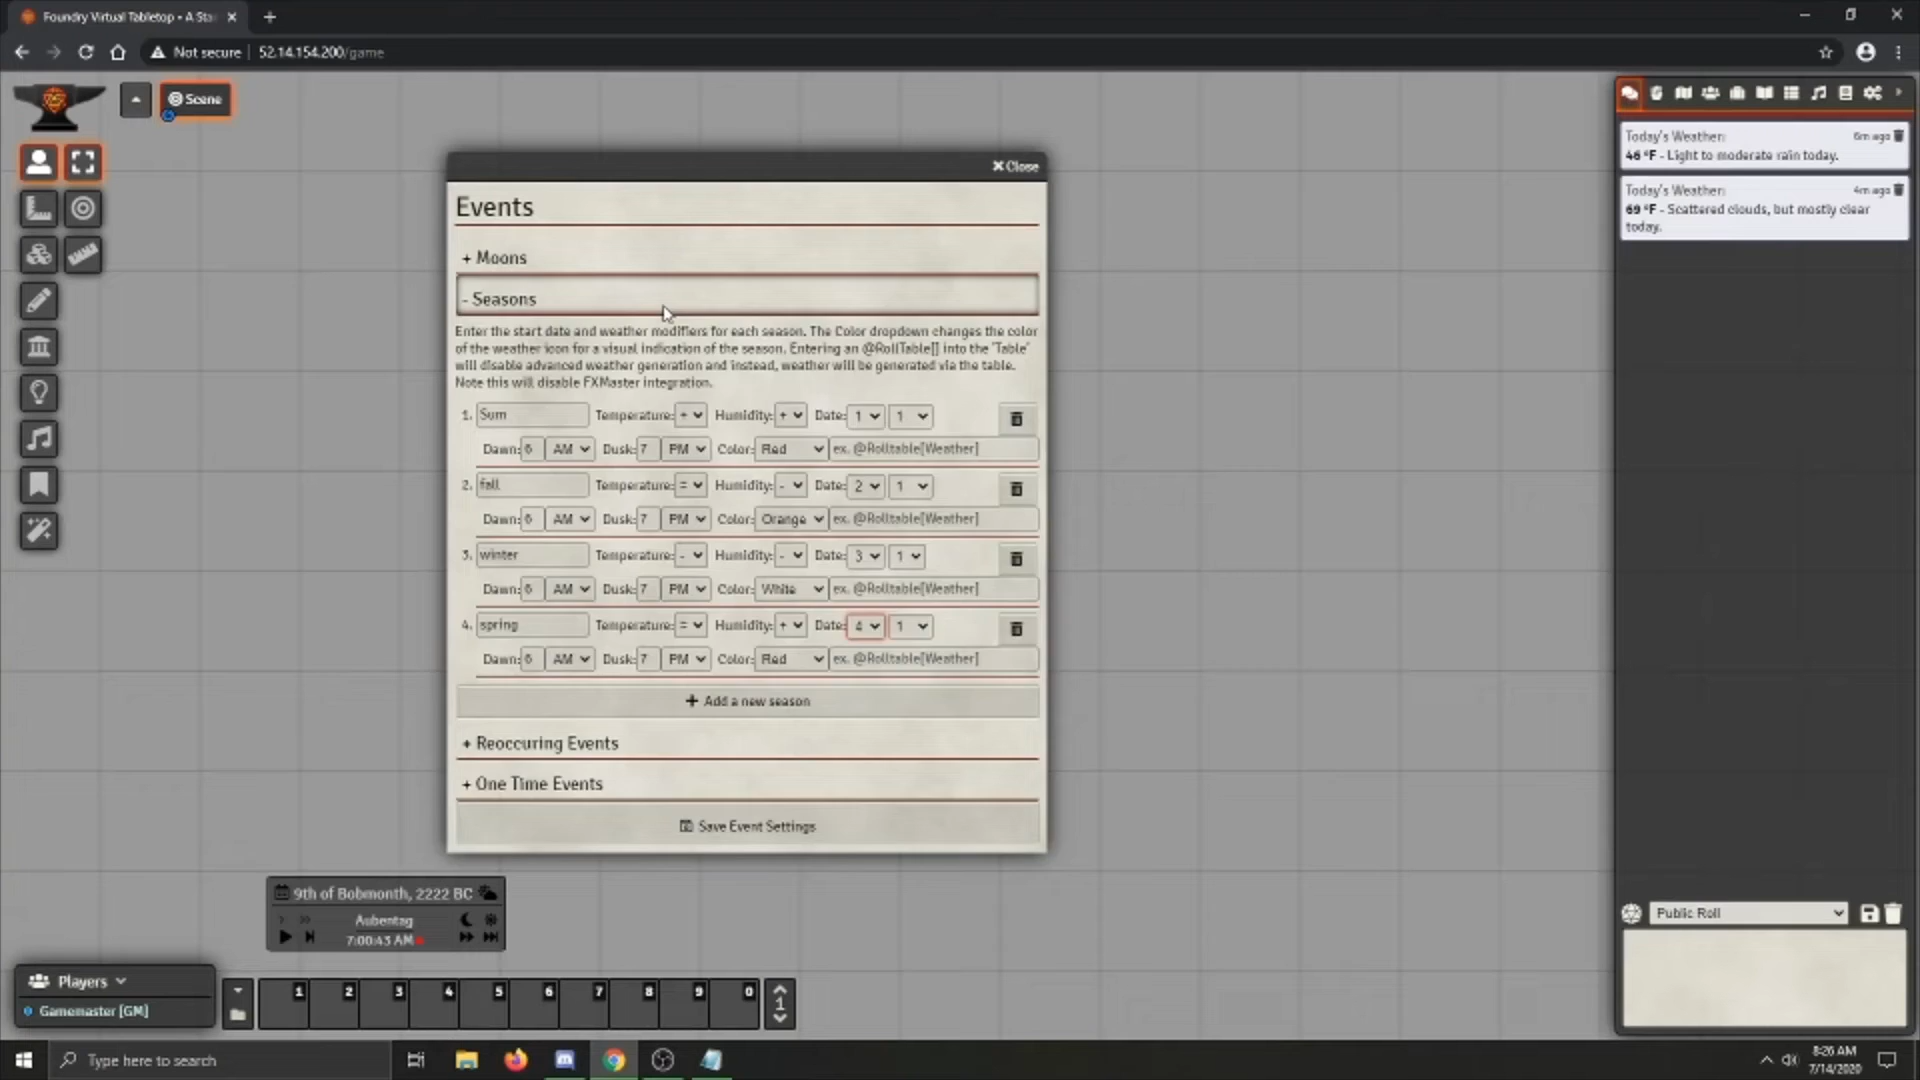 Foundry Virtual Tabletop • A Sta
Not secure | 52.14.154.200/game
Scene
Close
Events
+ Moons
- Seasons
Enter the start date and weather modifiers for each season. The Color dropdown changes the color
of the weather icon for a visual indication of the season. Entering an @RollTable[] into the 'Table'
will disable advanced weather generation and instead, weather will be generated via the table.
Note this will disable FXMaster integration.
1. Sum Temperature: + Humidity: + Date: 1 1
Dawn: 6 AM Dusk: 7 PM Color: Red ex. @Rolltable[Weather]
2. fall Temperature: = Humidity: - Date: 2 1
Dawn: 6 AM Dusk: 7 PM Color: Orange ex. @Rolltable[Weather]
3. winter Temperature: - Humidity: - Date: 3 1
Dawn: 6 AM Dusk: 7 PM Color: White ex. @Rolltable[Weather]
4. spring Temperature: = Humidity: + Date: 4 1
Dawn: 6 AM Dusk: 7 PM Color: Red ex. @Rolltable[Weather]
+ Add a new season
+ Reoccuring Events
+ One Time Events
Save Event Settings
Today's Weather: 6m ago
46 °F - Light to moderate rain today.
Today's Weather: 4m ago
69 °F - Scattered clouds, but mostly clear
today.
9th of Bobmonth, 2222 BC
Aubentag
7:00:43 AM
Public Roll
Players
Gamemaster [GM]
1 2 3 4 5 6 7 8 9 0
1
Type here to search
8:26 AM
7/14/2020